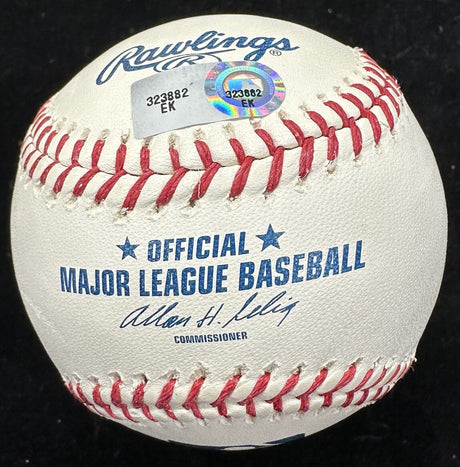 Rawlings®
R
323882
EK
323882
EK
★ OFFICIAL ★
MAJOR LEAGUE BASEBALL
Allan H. Selig
COMMISSIONER